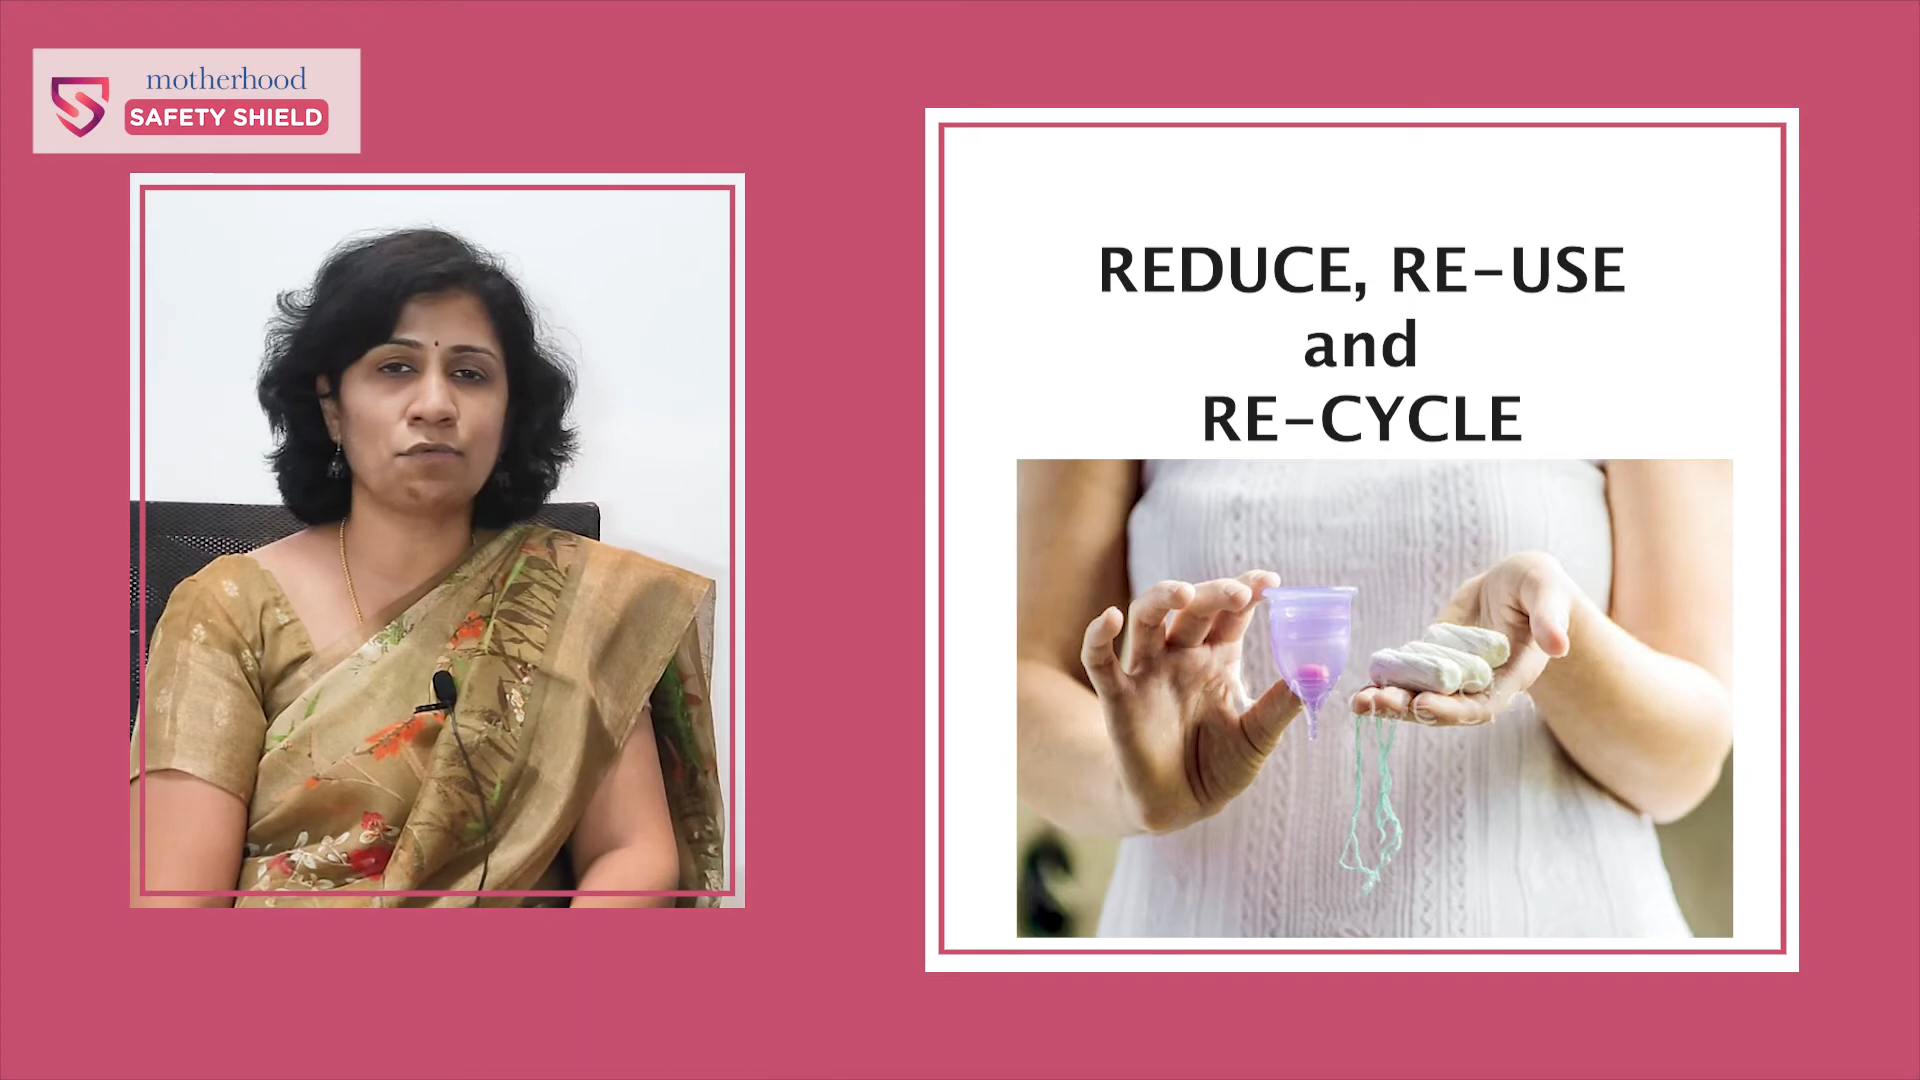 motherhood
SAFETY SHIELD
REDUCE, RE-USE
and
RE-CYCLE